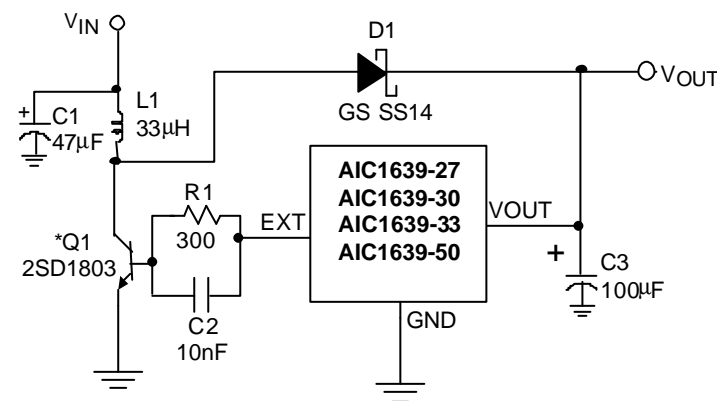 VIN
D1
VOUT
+
C1
47µF
L1
33µH
GS SS14
AIC1639-27
AIC1639-30
AIC1639-33
AIC1639-50
R1
300
EXT
VOUT
*Q1
2SD1803
+
C3
100µF
C2
10nF
GND